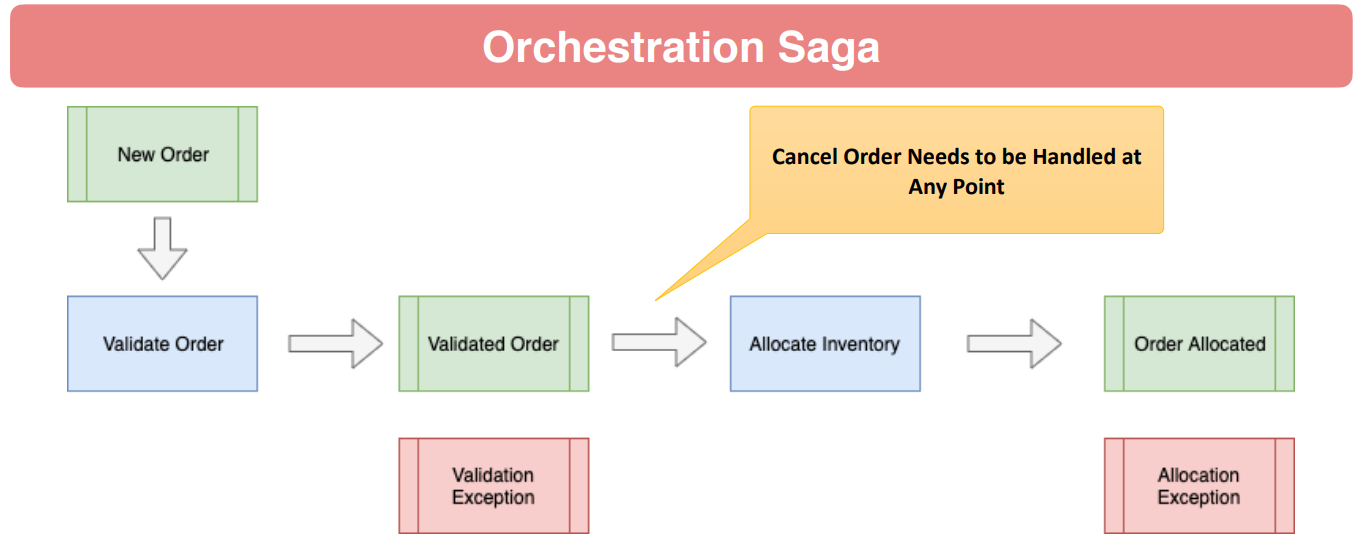 Orchestration Saga
New Order
Cancel Order Needs to be Handled at
Any Point
Validate Order
Validated Order
Allocate Inventory
Order Allocated
Validation
Exception
Allocation
Exception